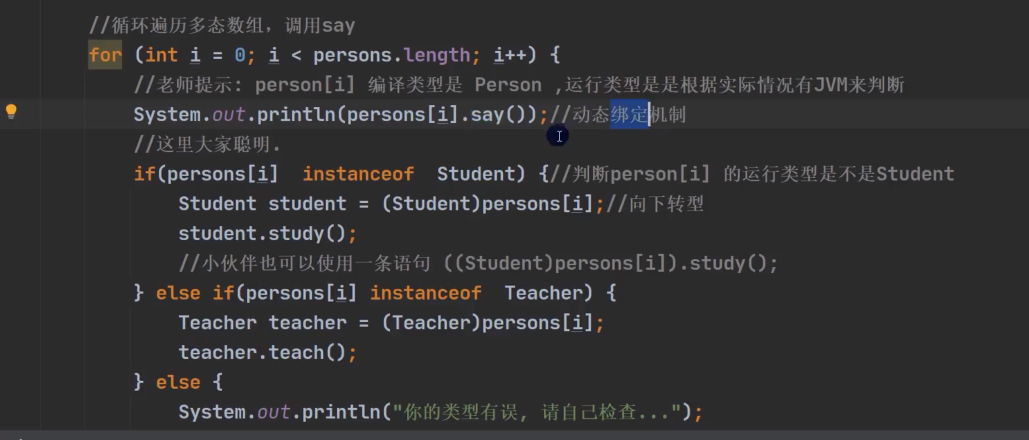 //循环遍历多态数组，调用say
for (int i = 0; i < persons.length; i++) {
//老师提示: person[i] 编译类型是 Person ,运行类型是是根据实际情况有JVM来判断
System.out.println(persons[i].say());//动态绑定机制
//这里大家聪明.
if(persons[i]  instanceof  Student) {//判断person[i] 的运行类型是不是Student
Student student = (Student)persons[i];//向下转型
student.study();
//小伙伴也可以使用一条语句 ((Student)persons[i]).study();
} else if(persons[i] instanceof  Teacher) {
Teacher teacher = (Teacher)persons[i];
teacher.teach();
} else {
System.out.println("你的类型有误, 请自己检查...");